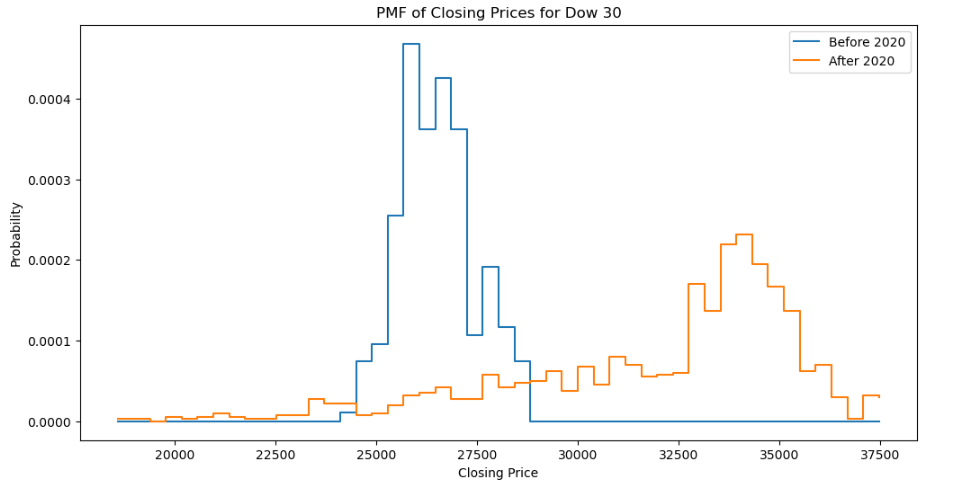 PMF of Closing Prices for Dow 30
Before 2020
After 2020
0.0004
0.0003
0.0002
0.0001
0.0000
Probability
20000 22500 25000 27500 30000 32500 35000 37500
Closing Price